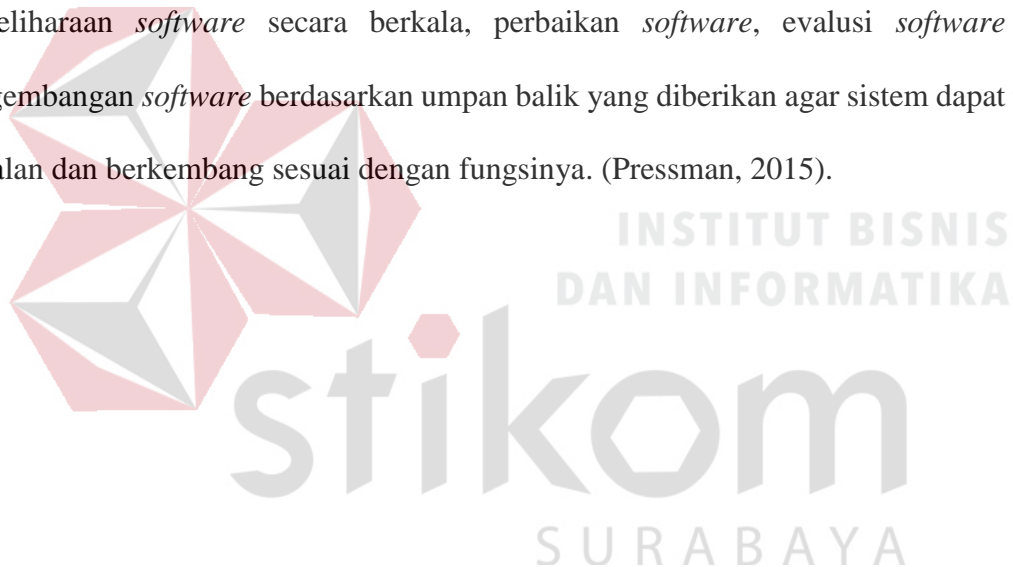 eliharaan software secara berkala, perbaikan software, evalusi software
gembangan software berdasarkan umpan balik yang diberikan agar sistem dapat
alan dan berkembang sesuai dengan fungsinya. (Pressman, 2015).
INSTITUT BISNIS
DAN INFORMATIKA
stikom
SURABAYA